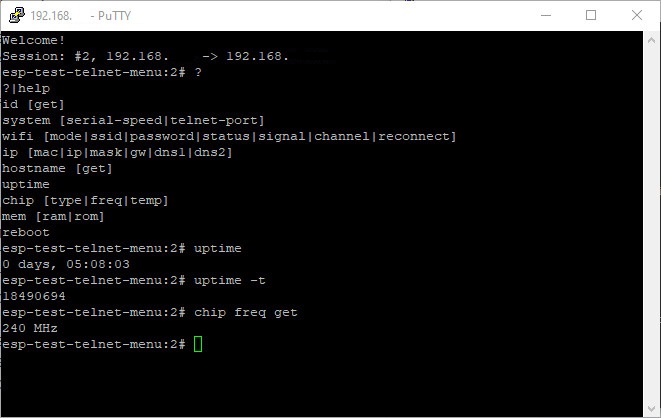 192.168. - PuTTY
Welcome!
Session: #2, 192.168. -> 192.168.
esp-test-telnet-menu:2# ?
?|help
id [get]
system [serial-speed|telnet-port]
wifi [mode|ssid|password|status|signal|channel|reconnect]
ip [mac|ip|mask|gw|dns1|dns2]
hostname [get]
uptime
chip [type|freq|temp]
mem [ram|rom]
reboot
esp-test-telnet-menu:2# uptime
0 days, 05:08:03
esp-test-telnet-menu:2# uptime -t
18490694
esp-test-telnet-menu:2# chip freq get
240 MHz
esp-test-telnet-menu:2#